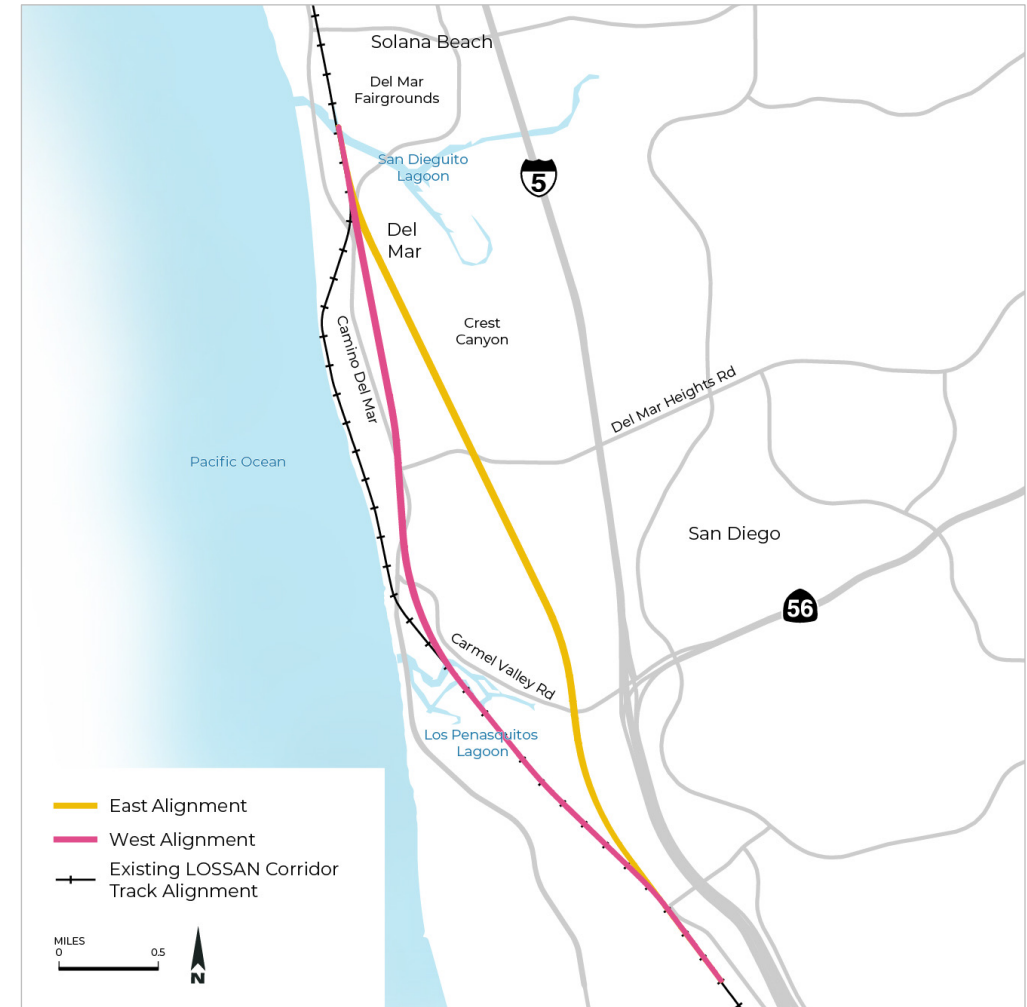 Solana Beach
Del Mar
Fairgrounds
San Dieguito
Lagoon
5
Del
Mar
Crest
Canyon
Camino Del Mar
Del Mar Heights Rd
Pacific Ocean
San Diego
56
Carmel Valley Rd
Los Penasquitos
Lagoon
East Alignment
West Alignment
Existing LOSSAN Corridor
Track Alignment
MILES
0 0.5
N